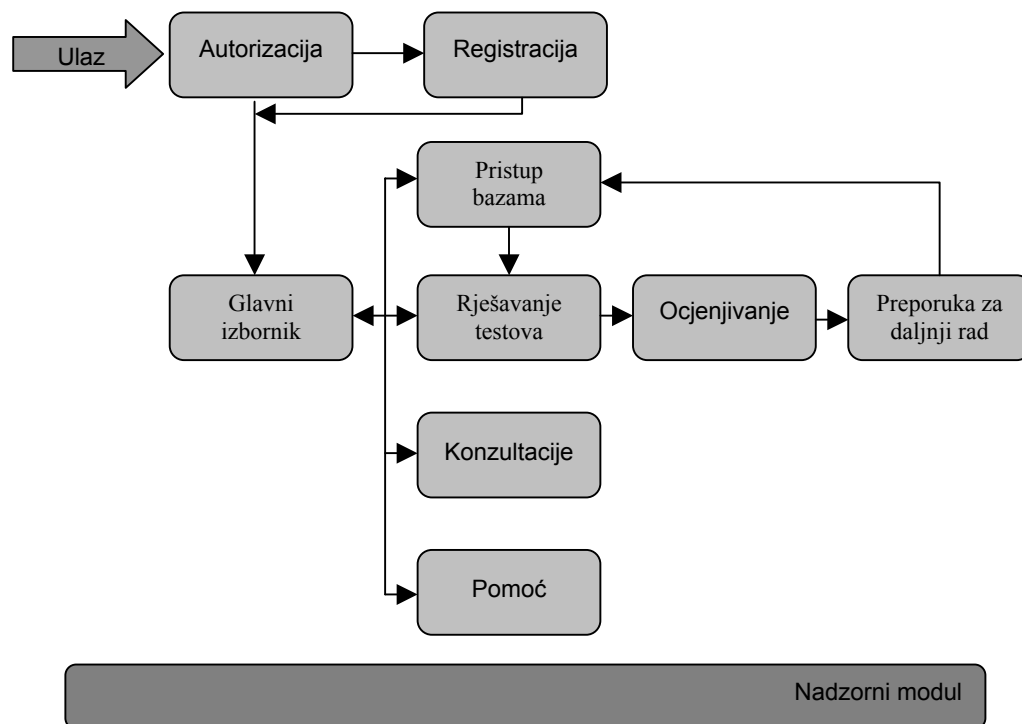 Ulaz
Autorizacija
Registracija
Pristup
bazama
Glavni
izbornik
Rješavanje
testova
Ocjenjivanje
Preporuka za
daljnji rad
Konzultacije
Pomoć
Nadzorni modul